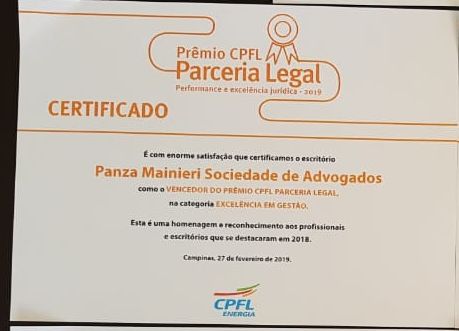 Prêmio CPFL
Parceria Legal
Performance e excelência jurídica - 2019
CERTIFICADO
É com enorme satisfação que certificamos o escritório
Panza Mainieri Sociedade de Advogados
como o VENCEDOR DO PRÊMIO CPFL PARCERIA LEGAL,
na categoria EXCELÊNCIA EM GESTÃO.
Esta é uma homenagem e reconhecimento aos profissionais
e escritórios que se destacaram em 2018.
Campinas, 27 de fevereiro de 2019.
CPFL
ENERGIA